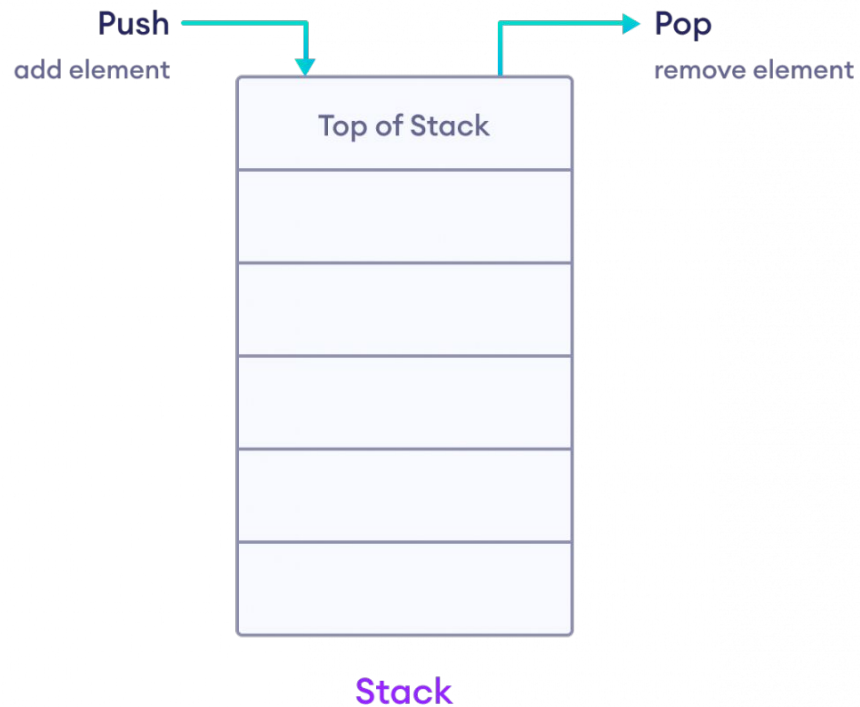 Push
add element
Pop
remove element
Top of Stack
Stack